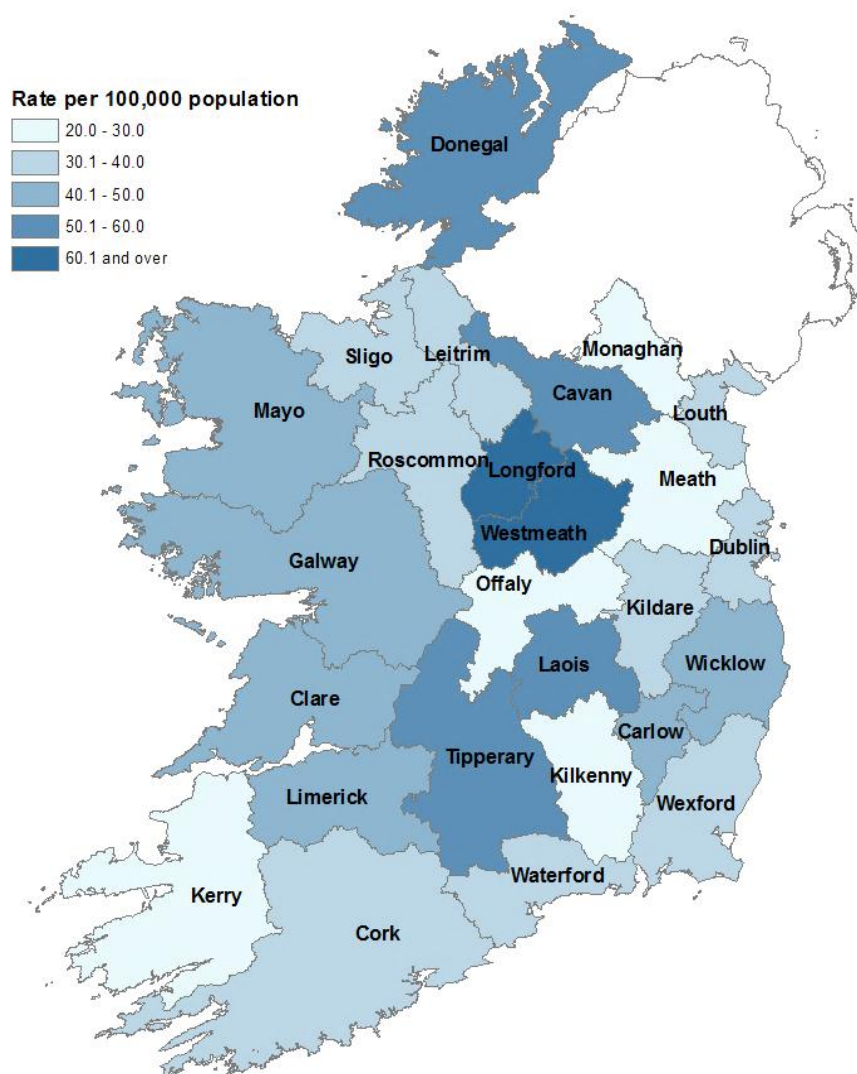 Rate per 100,000 population
20.0 - 30.0
30.1 - 40.0
40.1 - 50.0
50.1 - 60.0
60.1 and over
Donegal
Monaghan
Sligo
Leitrim
Cavan
Louth
Mayo
Roscommon
Longford
Meath
Westmeath
Dublin
Galway
Offaly
Kildare
Laois
Wicklow
Clare
Carlow
Tipperary
Kilkenny
Limerick
Wexford
Waterford
Kerry
Cork